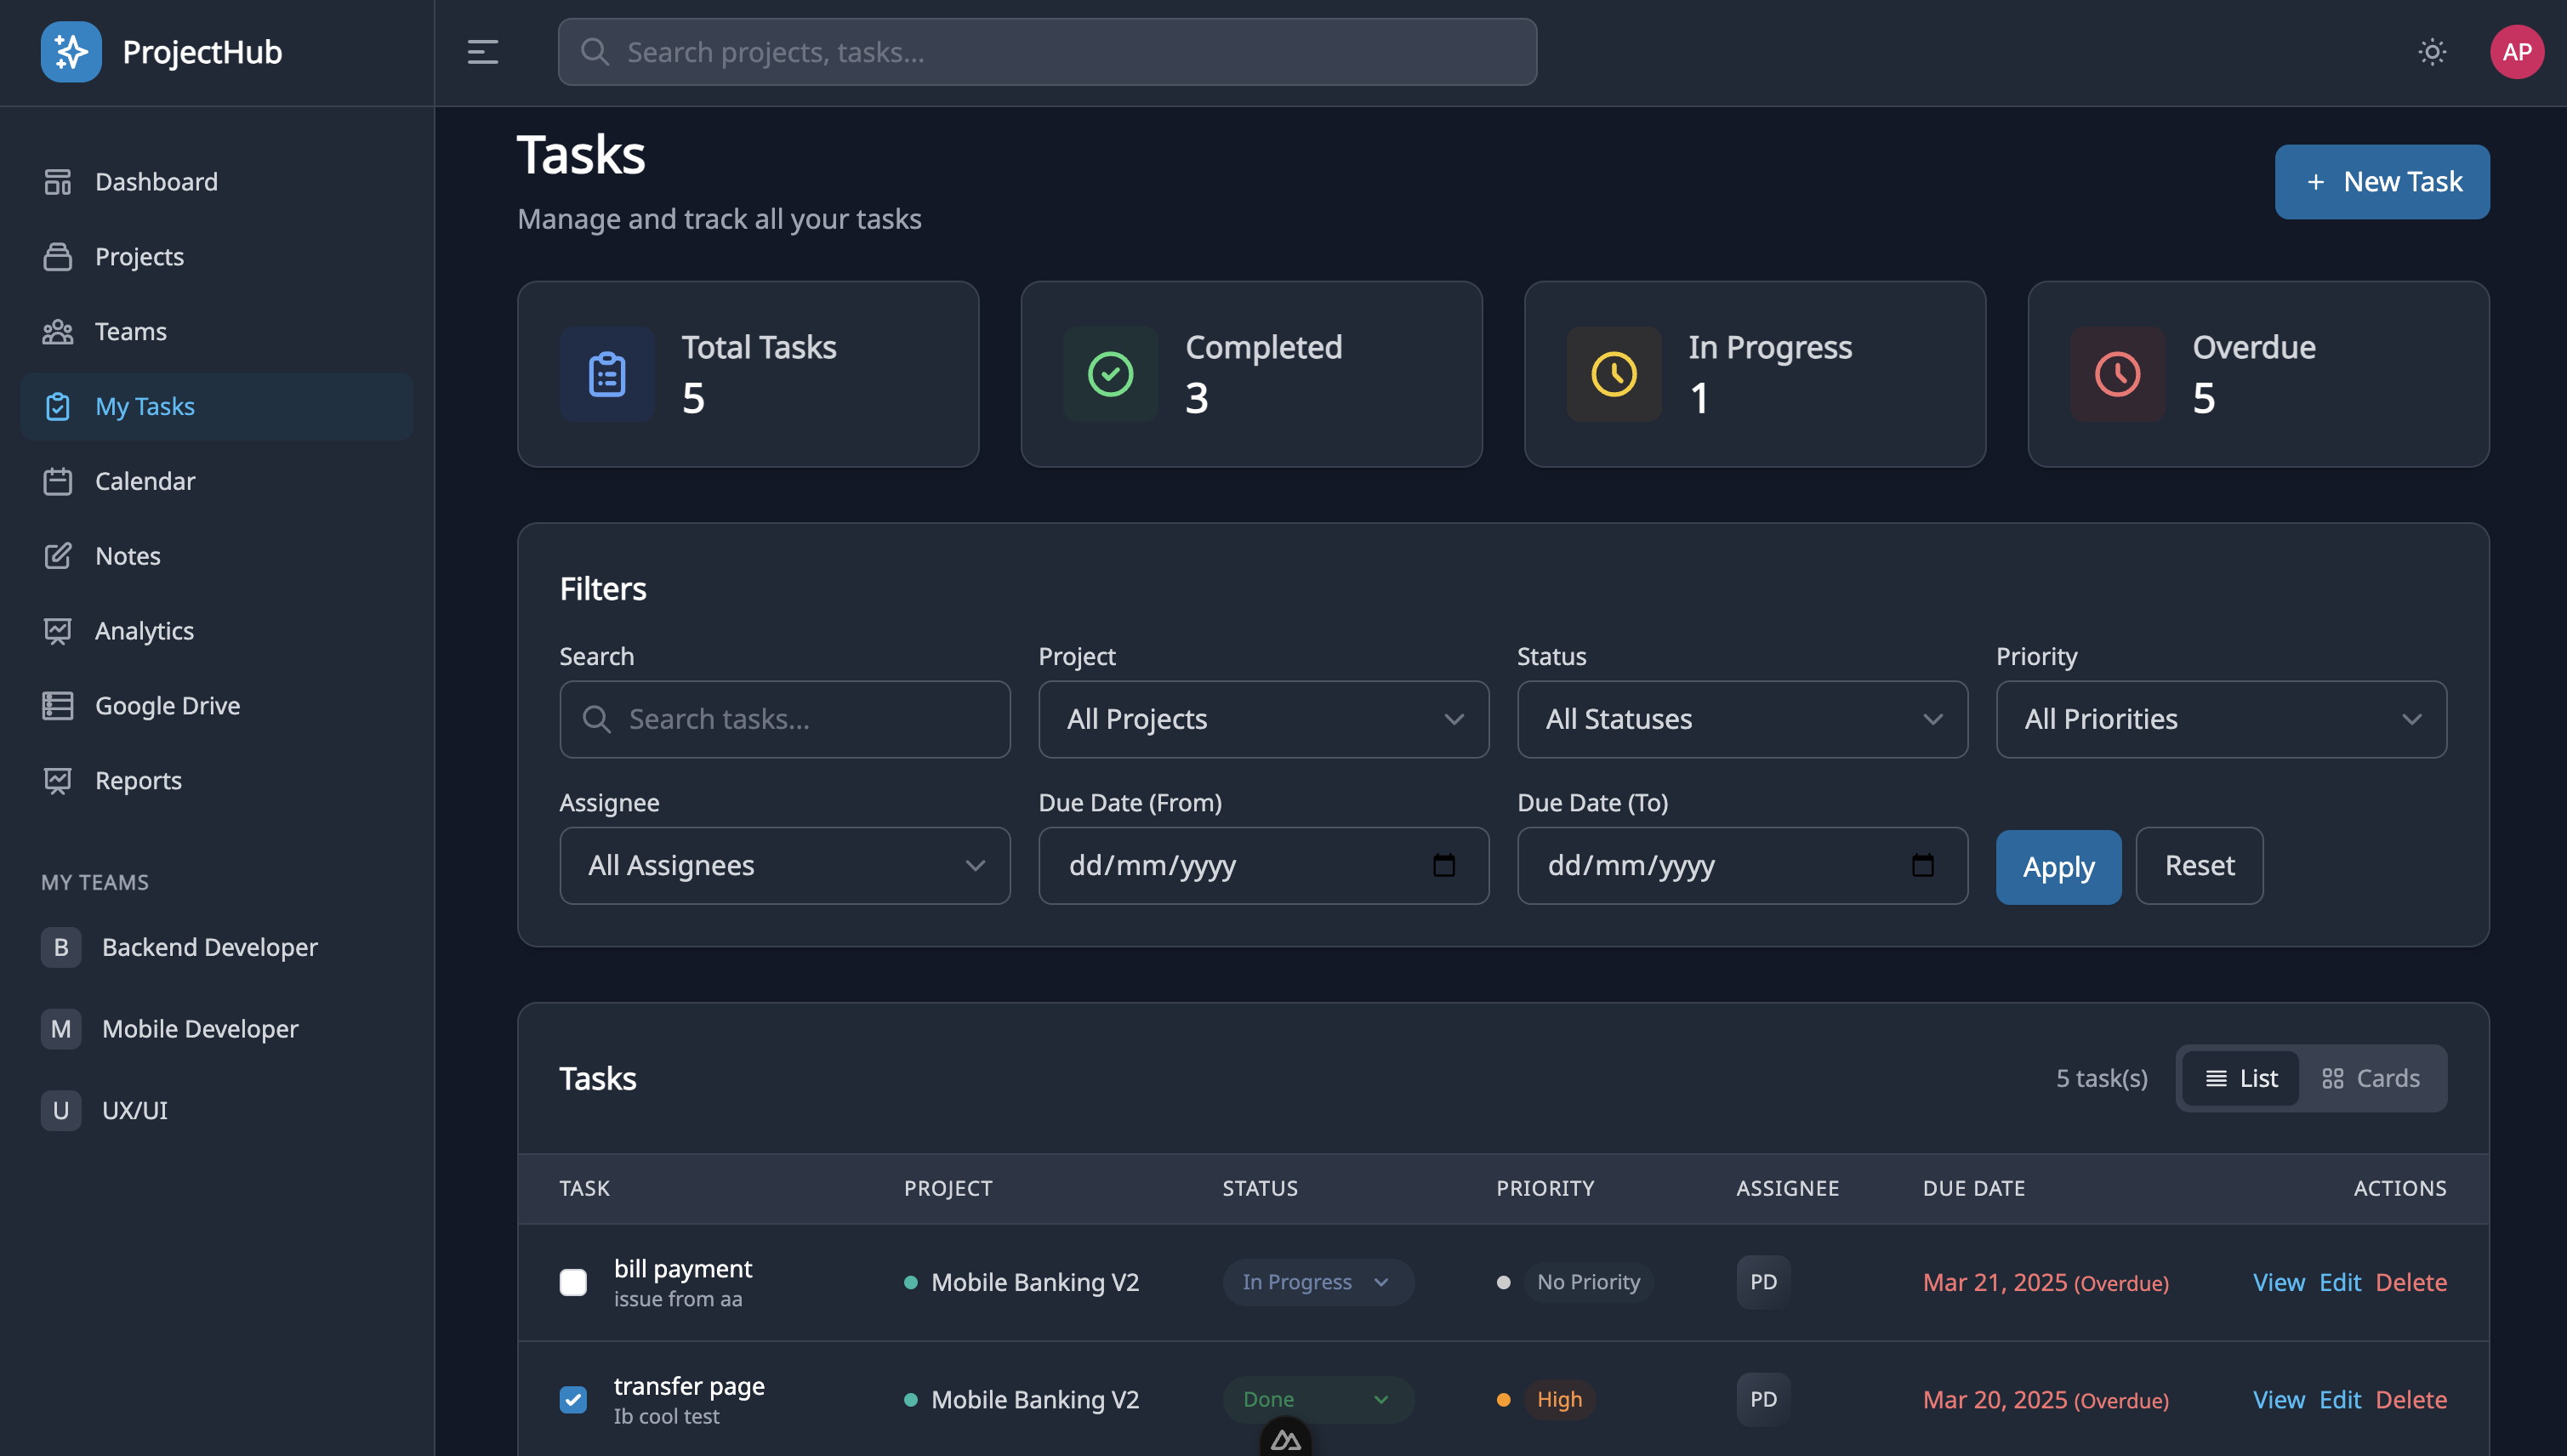 ProjectHub
Search projects, tasks...
AP
Dashboard
Projects
Teams
My Tasks
Calendar
Notes
Analytics
Google Drive
Reports
MY TEAMS
B Backend Developer
M Mobile Developer
U UX/UI
Tasks
Manage and track all your tasks
+ New Task
Total Tasks
5
Completed
3
In Progress
1
Overdue
5
Filters
Search
Project
Status
Priority
Search tasks...
All Projects
All Statuses
All Priorities
Assignee
Due Date (From)
Due Date (To)
All Assignees
dd/mm/yyyy
dd/mm/yyyy
Apply
Reset
Tasks
5 task(s)
List
Cards
TASK PROJECT STATUS PRIORITY ASSIGNEE DUE DATE ACTIONS
bill payment
issue from aa
Mobile Banking V2
In Progress
No Priority
PD
Mar 21, 2025 (Overdue)
View Edit Delete
transfer page
Ib cool test
Mobile Banking V2
Done
High
PD
Mar 20, 2025 (Overdue)
View Edit Delete